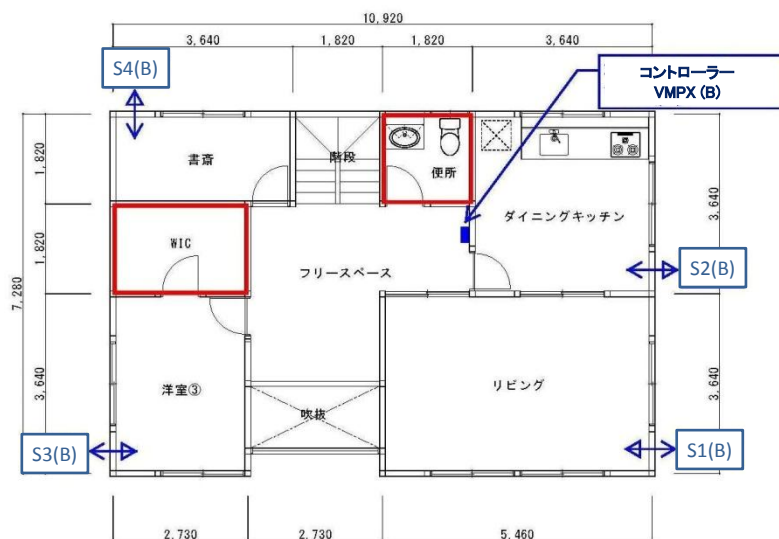 10,920
3,640
1,820
1,820
3,640
S4(B)
コントローラー
VMPX (B)
1,820
書斎
階段
便所
ダイニングキッチン
3,640
7,280
1,820
WIC
フリースペース
S2(B)
3,640
洋室③
吹抜
リビング
3,640
S3(B)
S1(B)
2,730
2,730
5,460